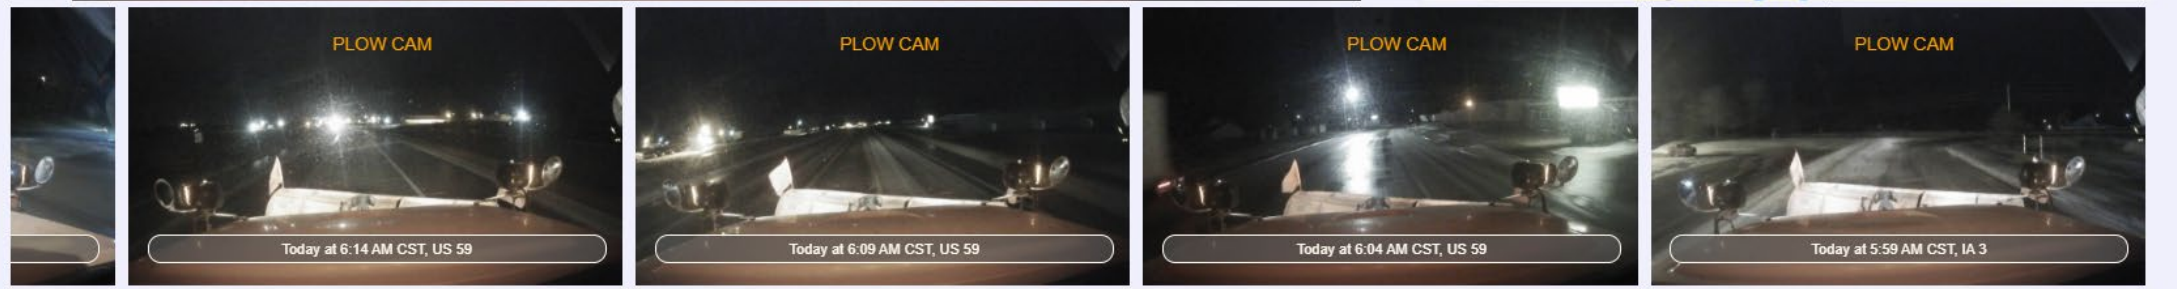 PLOW CAM
Today at 6:14 AM CST, US 59
PLOW CAM
Today at 6:09 AM CST, US 59
PLOW CAM
Today at 6:04 AM CST, US 59
PLOW CAM
Today at 5:59 AM CST, IA 3